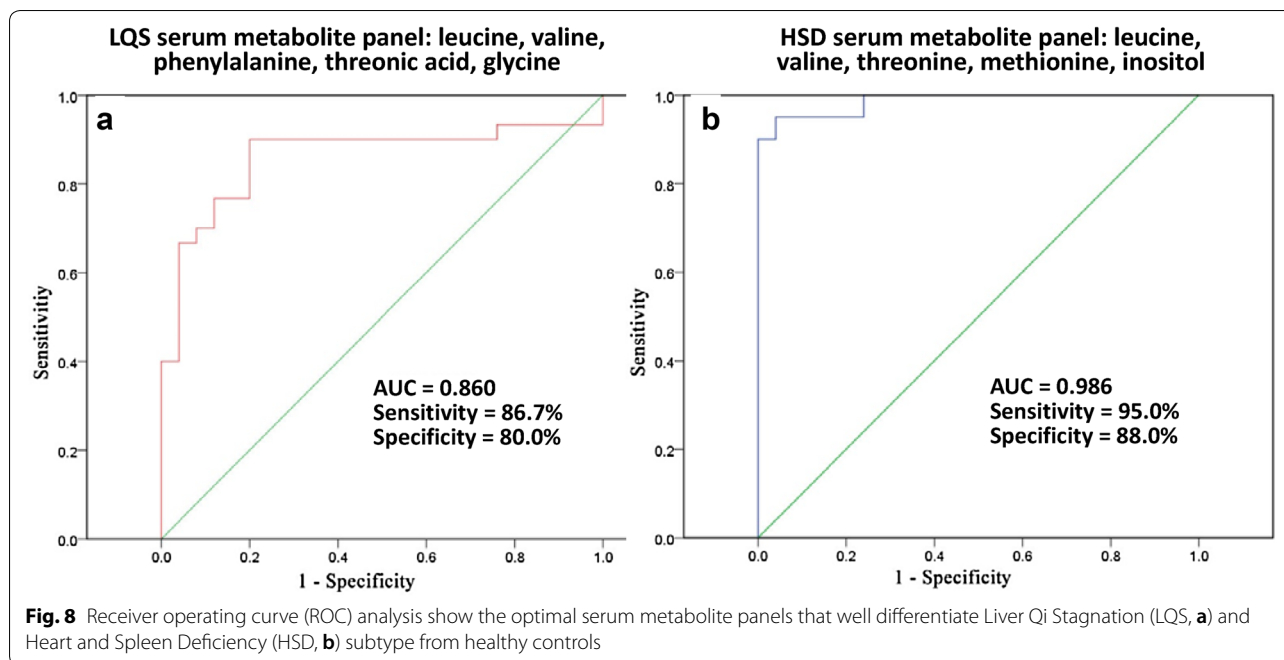 LQS serum metabolite panel: leucine, valine,
phenylalanine, threonic acid, glycine
a
1.0
0.8
0.6
0.4
0.2
0.0
Sensitivitiy
AUC = 0.860
Sensitivity = 86.7%
Specificity = 80.0%
0.0 0.2 0.4 0.6 0.8 1.0
1 - Specificity
HSD serum metabolite panel: leucine,
valine, threonine, methionine, inositol
b
1.0
0.8
0.6
0.4
0.2
0.0
Sensitivity
AUC = 0.986
Sensitivity = 95.0%
Specificity = 88.0%
0.0 0.2 0.4 0.6 0.8 1.0
1 - Specificity
Fig. 8 Receiver operating curve (ROC) analysis show the optimal serum metabolite panels that well differentiate Liver Qi Stagnation (LQS, a) and
Heart and Spleen Deficiency (HSD, b) subtype from healthy controls